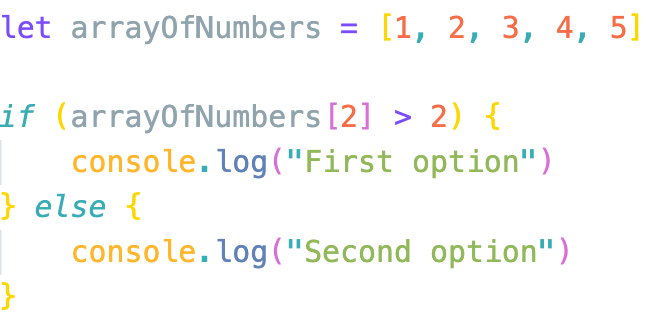 let arrayOfNumbers = [1, 2, 3, 4, 5]
if (arrayOfNumbers[2] > 2) {
    console.log("First option")
} else {
    console.log("Second option")
}